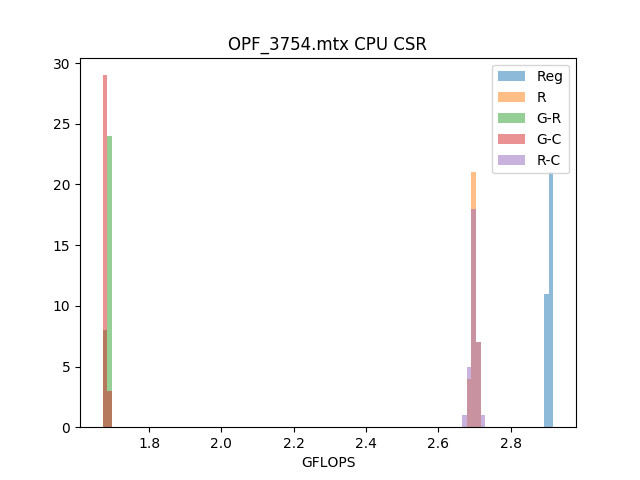 OPF_3754.mtx CPU CSR
30
25
20
15
10
5
0
1.8 2.0 2.2 2.4 2.6 2.8
GFLOPS
Reg
R
G-R
G-C
R-C